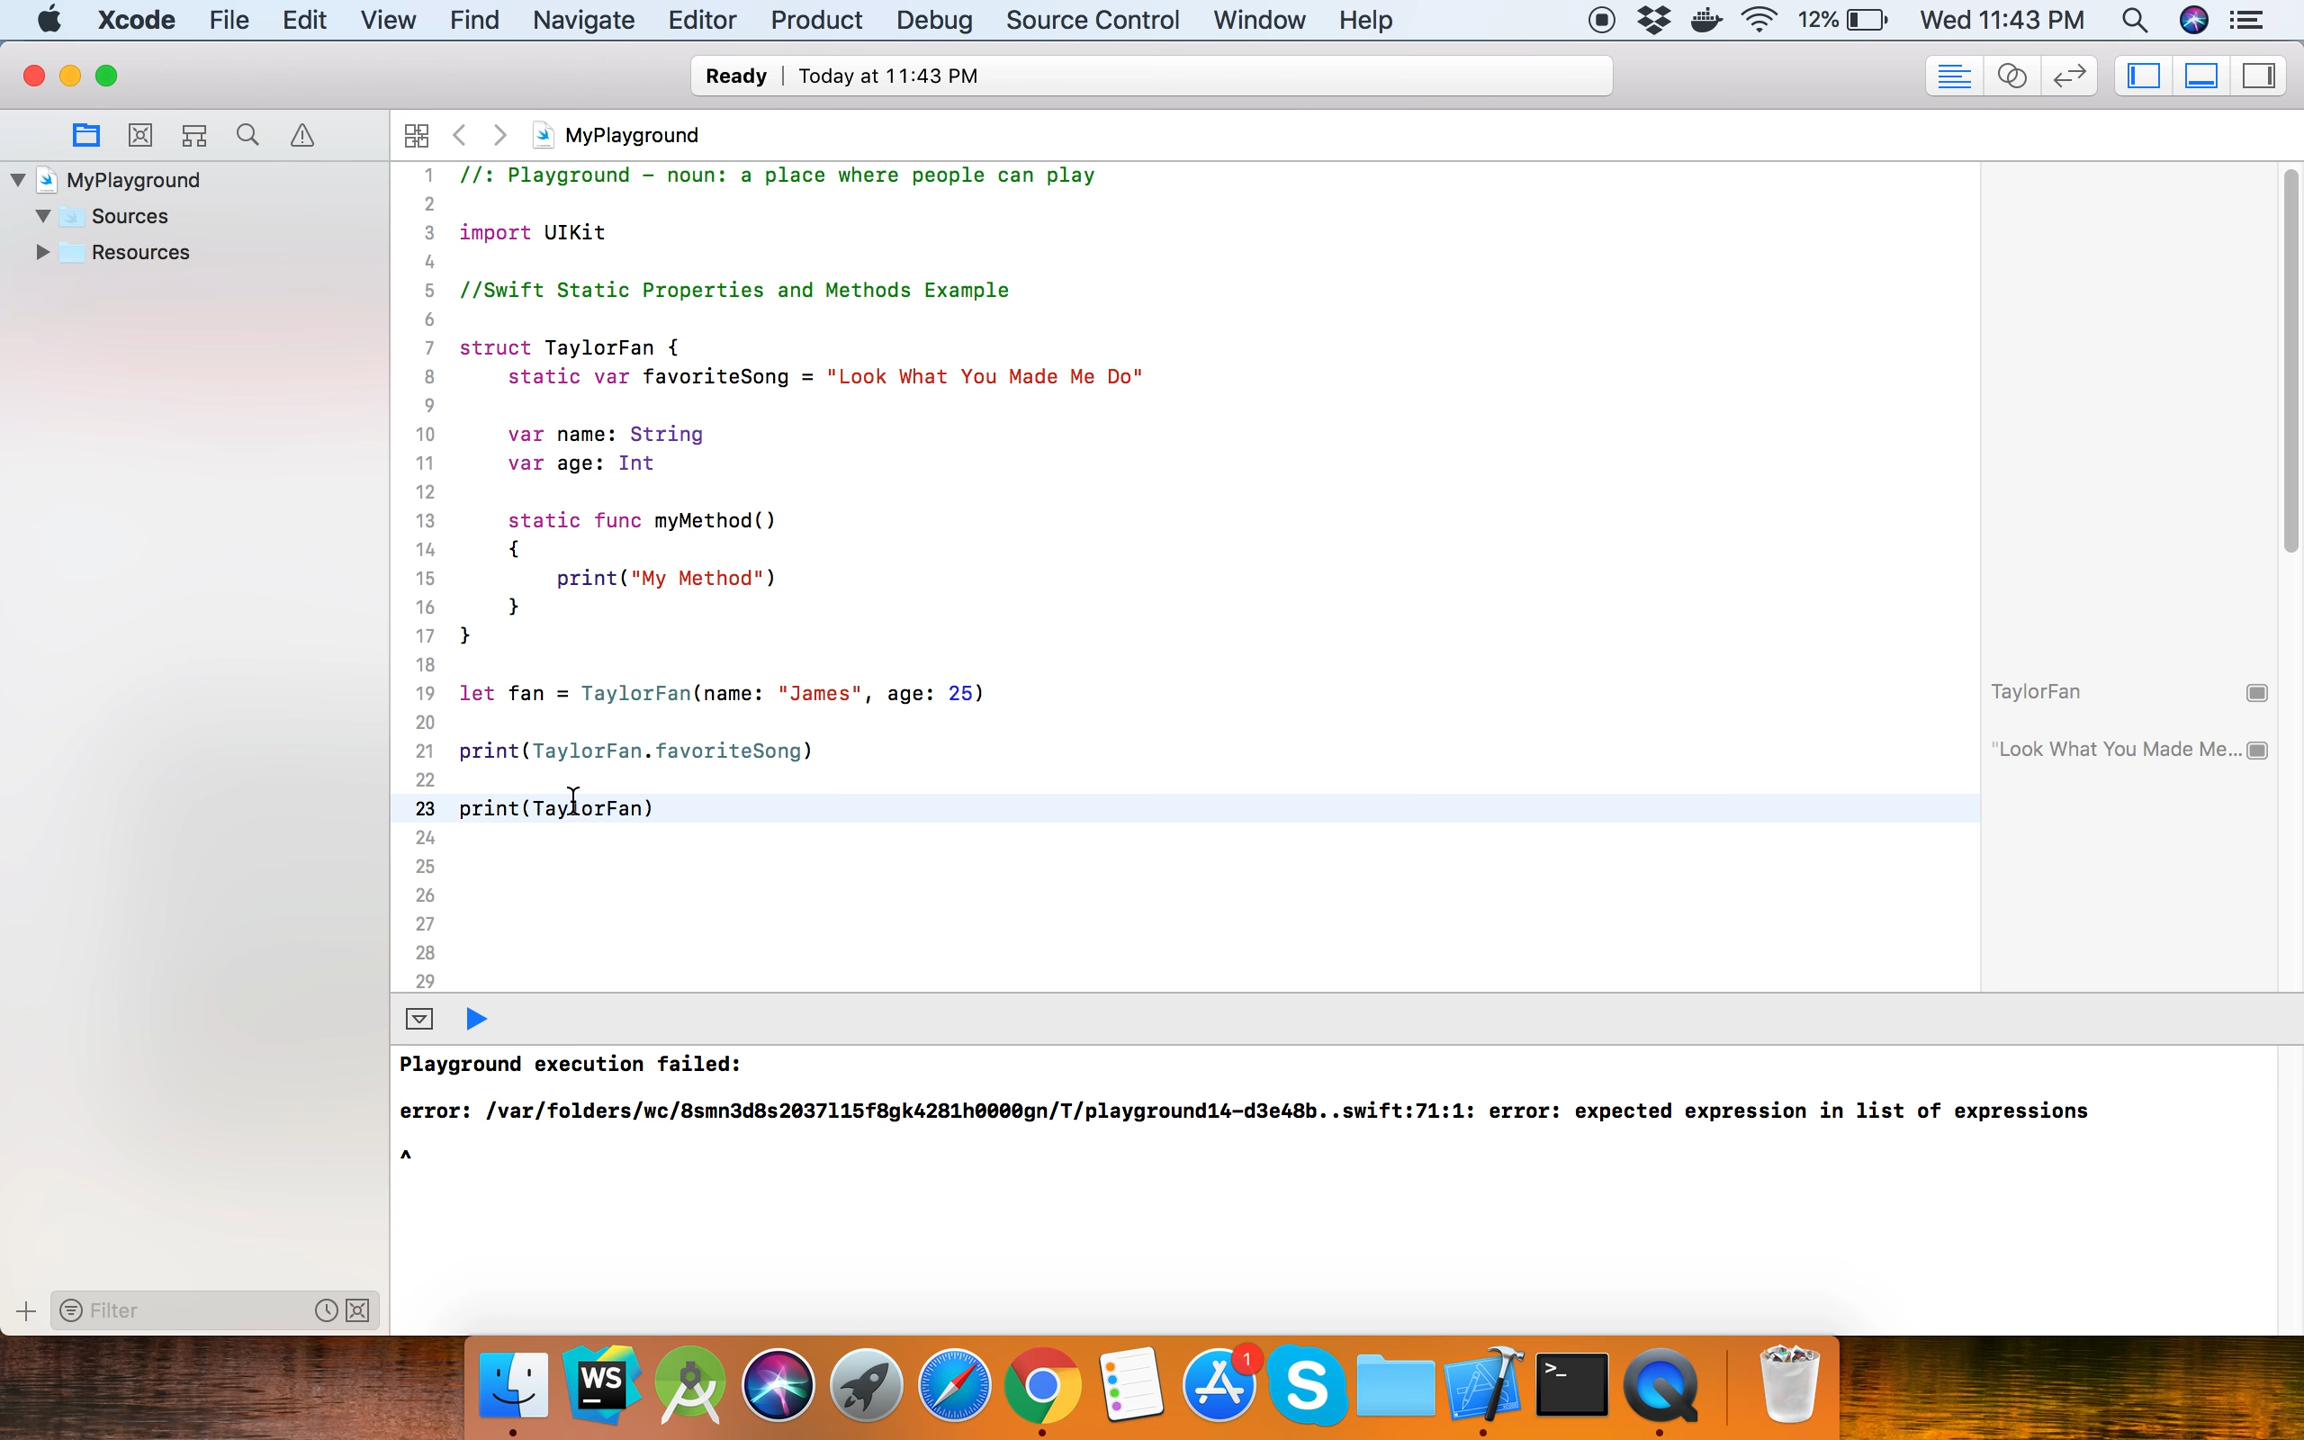 Xcode File Edit View Find Navigate Editor Product Debug Source Control Window Help 12% Wed 11:43 PM
Ready | Today at 11:43 PM
MyPlayground
MyPlayground
Sources
Resources
1 //: Playground - noun: a place where people can play
2
3 import UIKit
4
5 //Swift Static Properties and Methods Example
6
7 struct TaylorFan {
8 static var favoriteSong = "Look What You Made Me Do"
9
10 var name: String
11 var age: Int
12
13 static func myMethod()
14 {
15 print("My Method")
16 }
17 }
18
19 let fan = TaylorFan(name: "James", age: 25)
TaylorFan
20
21 print(TaylorFan.favoriteSong)
"Look What You Made Me...
22
23 print(TaylorFan)
24
25
26
27
28
29
Playground execution failed:
error: /var/folders/wc/8smn3d8s2037l15f8gk4281h0000gn/T/playground14-d3e48b..swift:71:1: error: expected expression in list of expressions
^
Filter
WS
1
S
>_